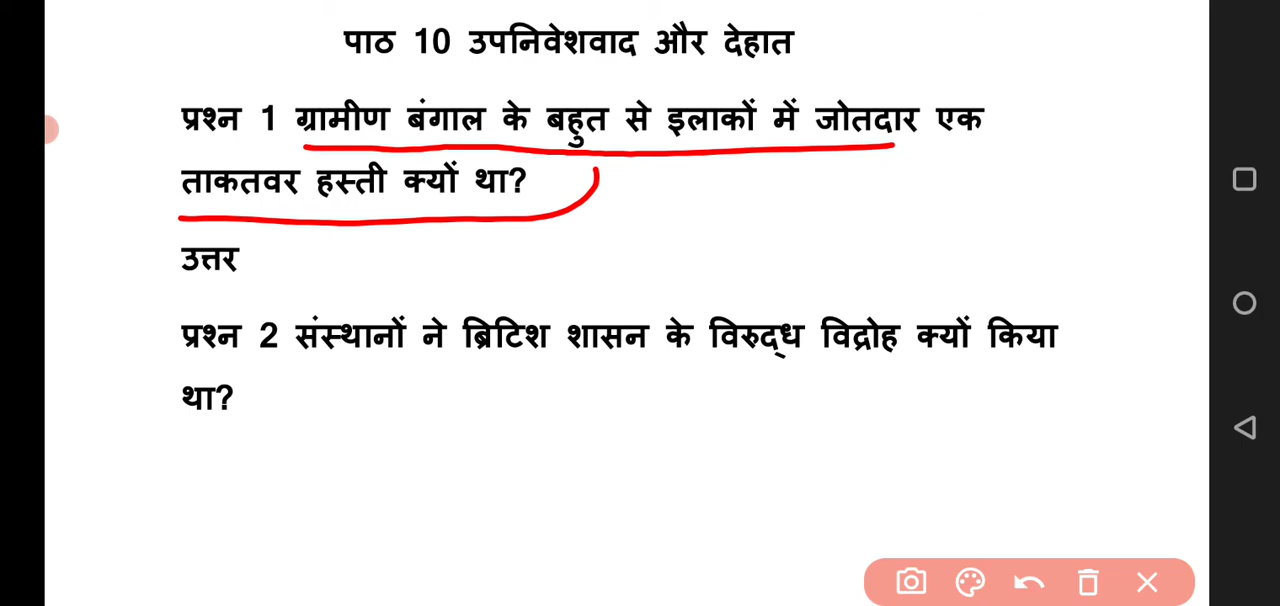 पाठ 10 उपनिवेशवाद और देहात
प्रश्न 1 ग्रामीण बंगाल के बहुत से इलाकों में जोतदार एक
ताकतवर हस्ती क्यों था?
उत्तर
प्रश्न 2 संस्थानों ने ब्रिटिश शासन के विरुद्ध विद्रोह क्यों किया
था?